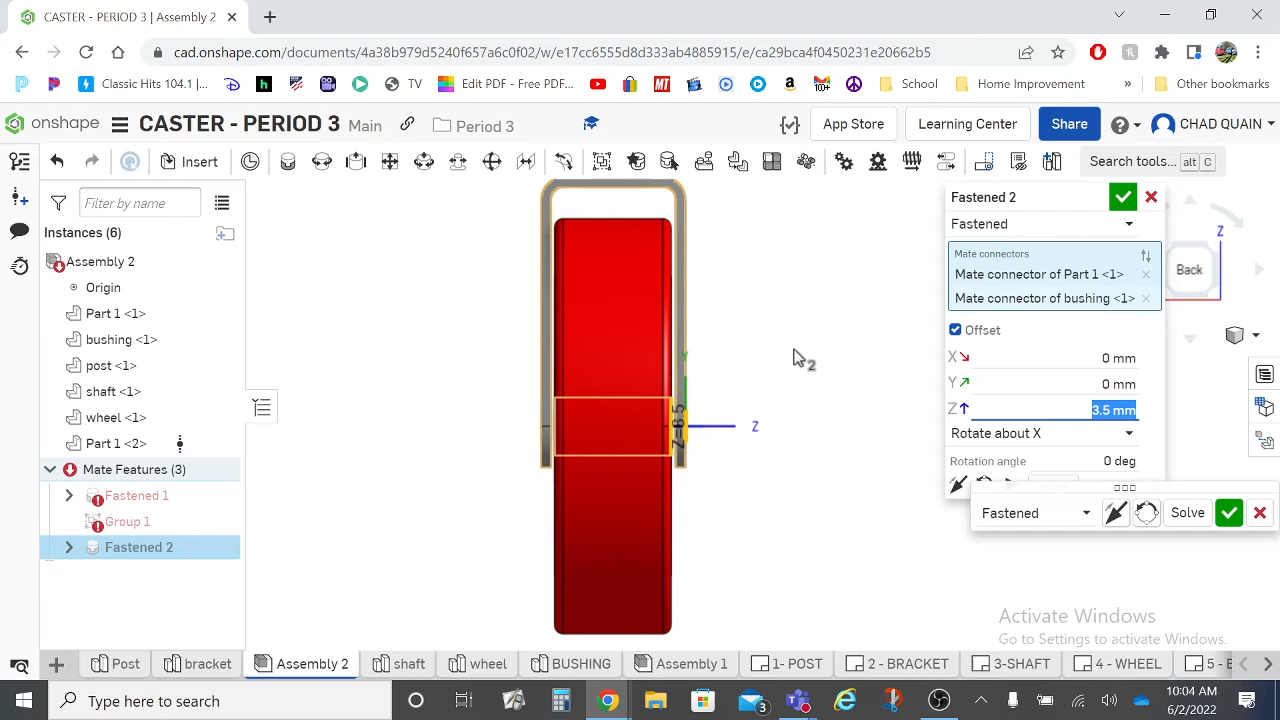 CASTER - PERIOD 3 | Assembly 2
cad.onshape.com/documents/4a38b979d5240f657a6c0f02/w/e17cc6555d8d333ab4885915/e/ca29bca4f0450231e20662b5
Classic Hits 104.1 |...
TV
Edit PDF - Free PDF...
MT
100+
School
Home Improvement
»
Other bookmarks
onshape
CASTER - PERIOD 3
Main
Period 3
App Store
Learning Center
Share
CHAD QUAIN
Insert
Search tools...
alt
C
Filter by name
Instances (6)
Assembly 2
Origin
Part 1 <1>
bushing <1>
post <1>
shaft <1>
wheel <1>
Part 1 <2>
Mate Features (3)
Fastened 1
Group 1
Fastened 2
Y
Z=8.5
Z
2
Fastened 2
Fastened
Mate connectors
Mate connector of Part 1 <1>
Mate connector of bushing <1>
Offset
X 0 mm
Y 0 mm
Z 3.5 mm
Rotate about X
Rotation angle 0 deg
Fastened
Solve
Z
Back
Activate Windows
Go to Settings to activate Windows.
Post
bracket
Assembly 2
shaft
wheel
BUSHING
Assembly 1
1- POST
2 - BRACKET
3-SHAFT
4 - WHEEL
5 - E
Type here to search
3
10:04 AM
6/2/2022